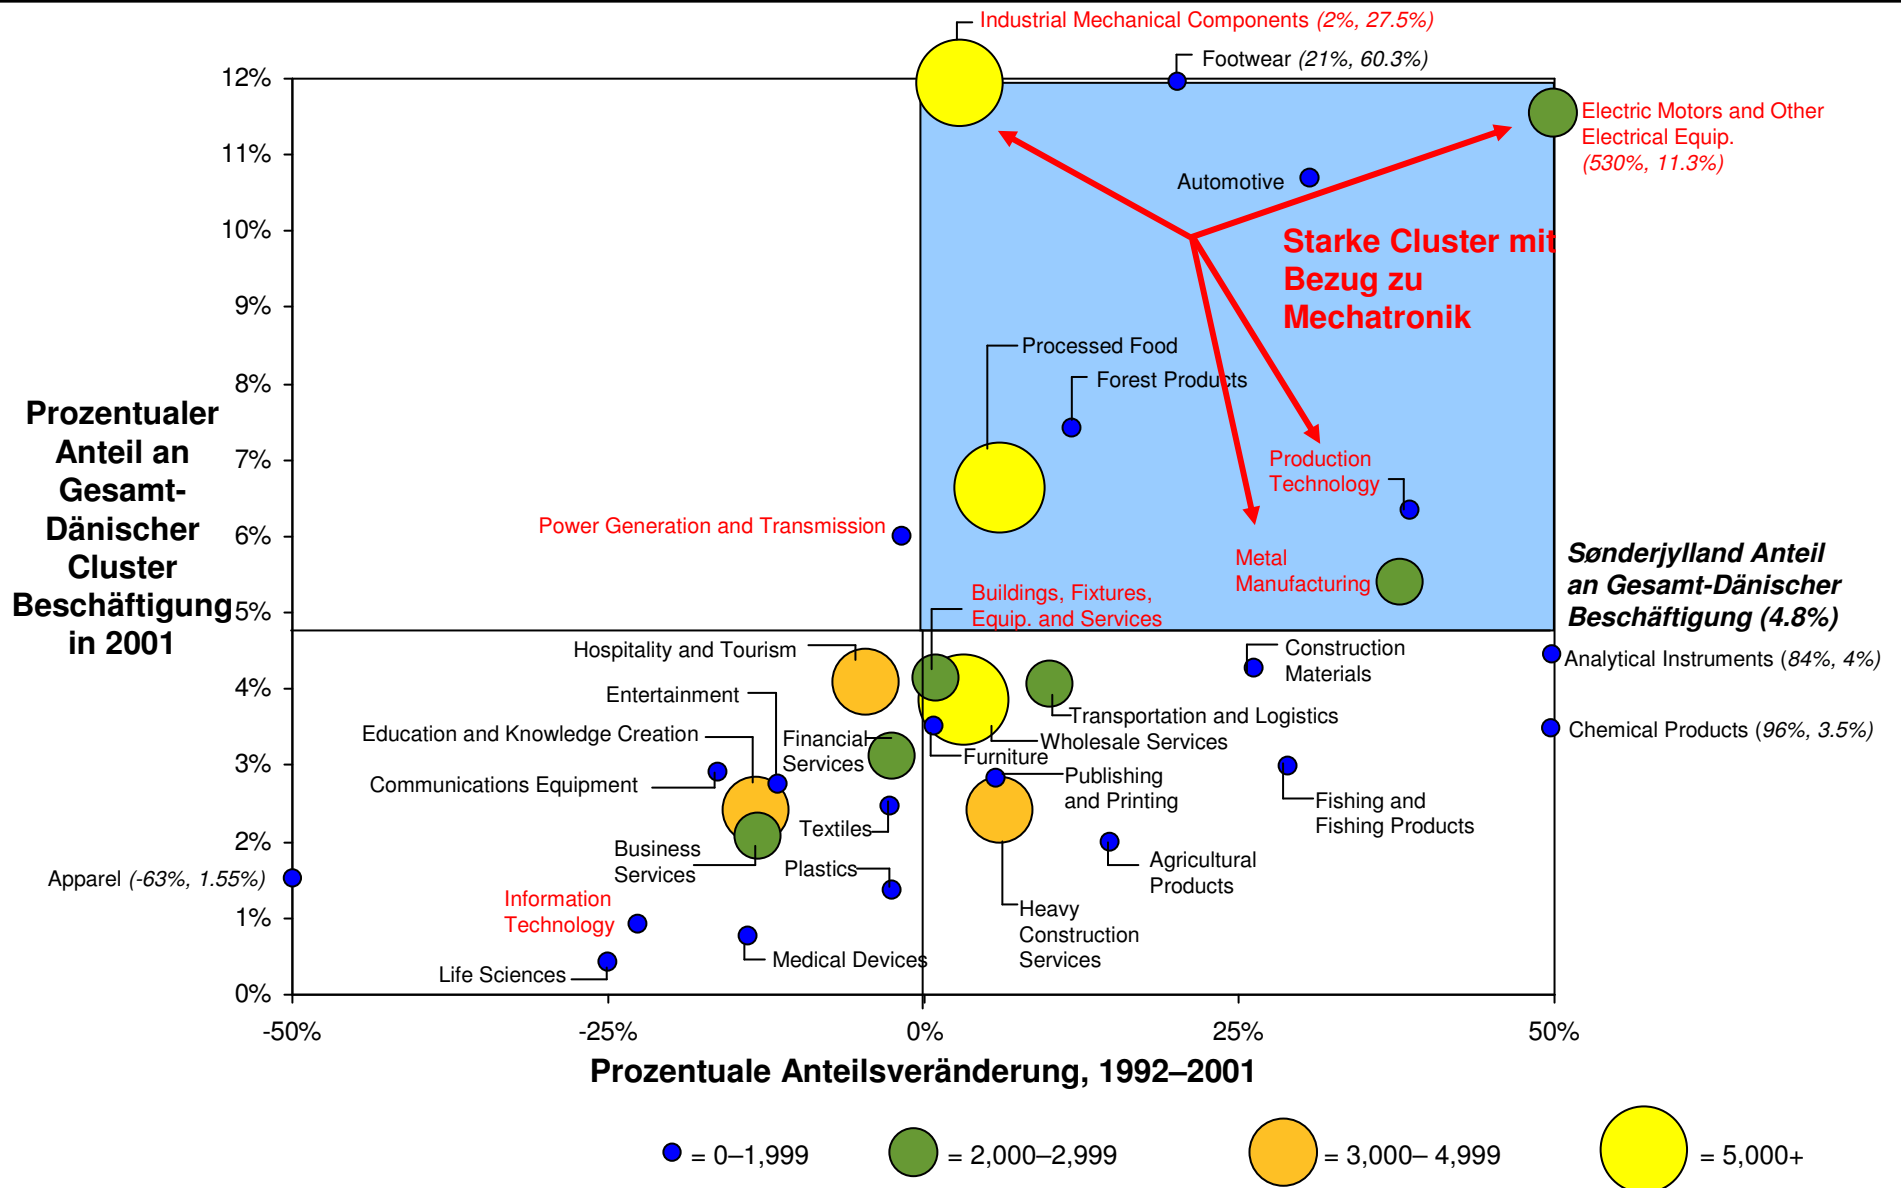 Industrial Mechanical Components (2%, 27.5%)
Footwear (21%, 60.3%)
12%
Electric Motors and Other
Electrical Equip.
(530%, 11.3%)
11%
Automotive
10%
Starke Cluster mit
Bezug zu
Mechatronik
9%
Processed Food
8%
Forest Products
Prozentualer
Anteil an
Gesamt-
Dänischer
Cluster
Beschäftigung
in 2001
7%
Production
Technology
6%
Power Generation and Transmission
Metal
Manufacturing
Sønderjylland Anteil
an Gesamt-Dänischer
Beschäftigung (4.8%)
5%
Buildings, Fixtures,
Equip. and Services
Hospitality and Tourism
Construction
Materials
Analytical Instruments (84%, 4%)
4%
Entertainment
Transportation and Logistics
Education and Knowledge Creation
Financial
Services
Wholesale Services
Chemical Products (96%, 3.5%)
Furniture
3%
Communications Equipment
Publishing
and Printing
Fishing and
Fishing Products
Textiles
2%
Business
Services
Plastics
Agricultural
Products
Apparel (-63%, 1.55%)
Information
Technology
1%
Heavy
Construction
Services
Medical Devices
Life Sciences
0%
-50%
-25%
0%
25%
50%
Prozentuale Anteilsveränderung, 1992–2001
= 0–1,999
= 2,000–2,999
= 3,000– 4,999
= 5,000+